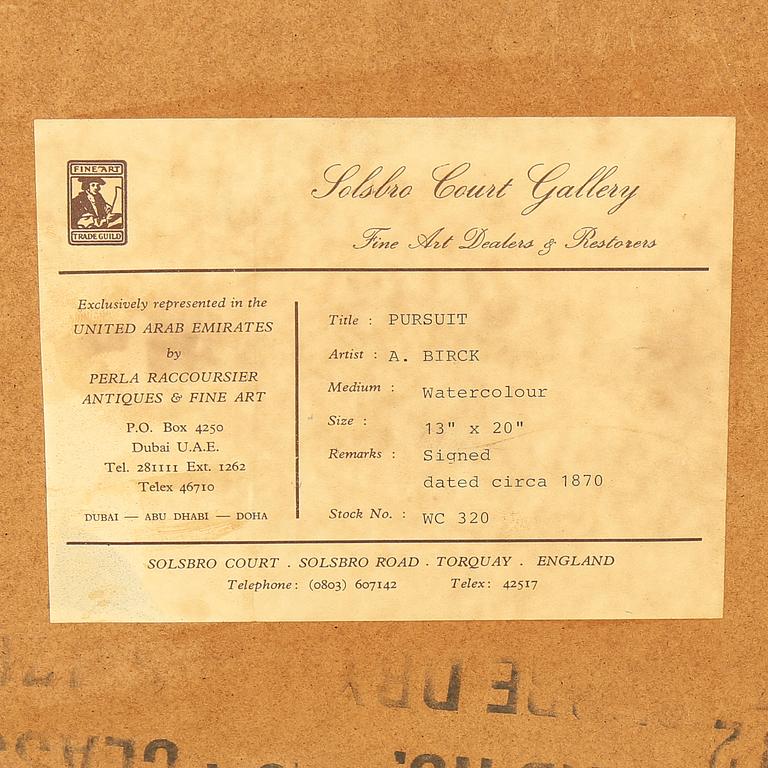 FINE ART
TRADE GUILD
Solsbro Court Gallery
Fine Art Dealers & Restorers
Exclusively represented in the
UNITED ARAB EMIRATES
by
PERLA RACCOURSIER
ANTIQUES & FINE ART
P.O. Box 4250
Dubai U.A.E.
Tel. 281111 Ext. 1262
Telex 46710
DUBAI — ABU DHABI — DOHA
Title : PURSUIT
Artist : A. BIRCK
Medium : Watercolour
Size : 13" x 20"
Remarks : Signed
dated circa 1870
Stock No. : WC 320
SOLSBRO COURT . SOLSBRO ROAD . TORQUAY . ENGLAND
Telephone: (0803) 607142 Telex: 42517